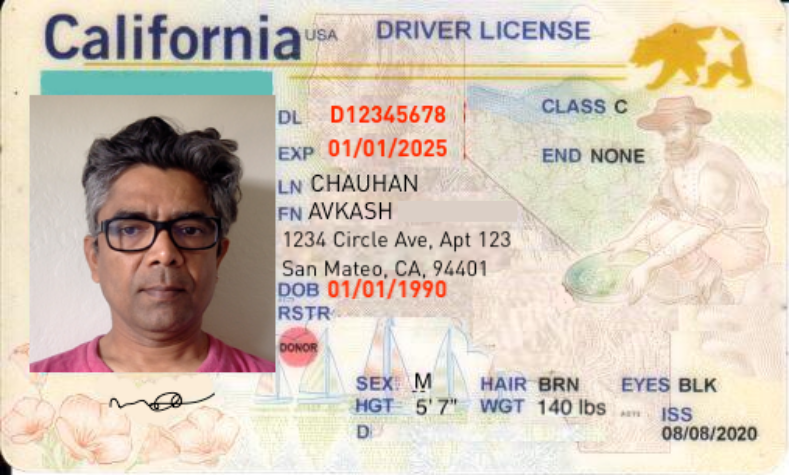 California USA DRIVER LICENSE
DL D12345678 CLASS C
EXP 01/01/2025 END NONE
LN CHAUHAN
FN AVKASH
1234 Circle Ave, Apt 123
San Mateo, CA, 94401
DOB 01/01/1990
RSTR
DONOR
SEX: M HAIR BRN EYES BLK
HGT 5' 7" WGT 140 lbs ISS
D 08/08/2020